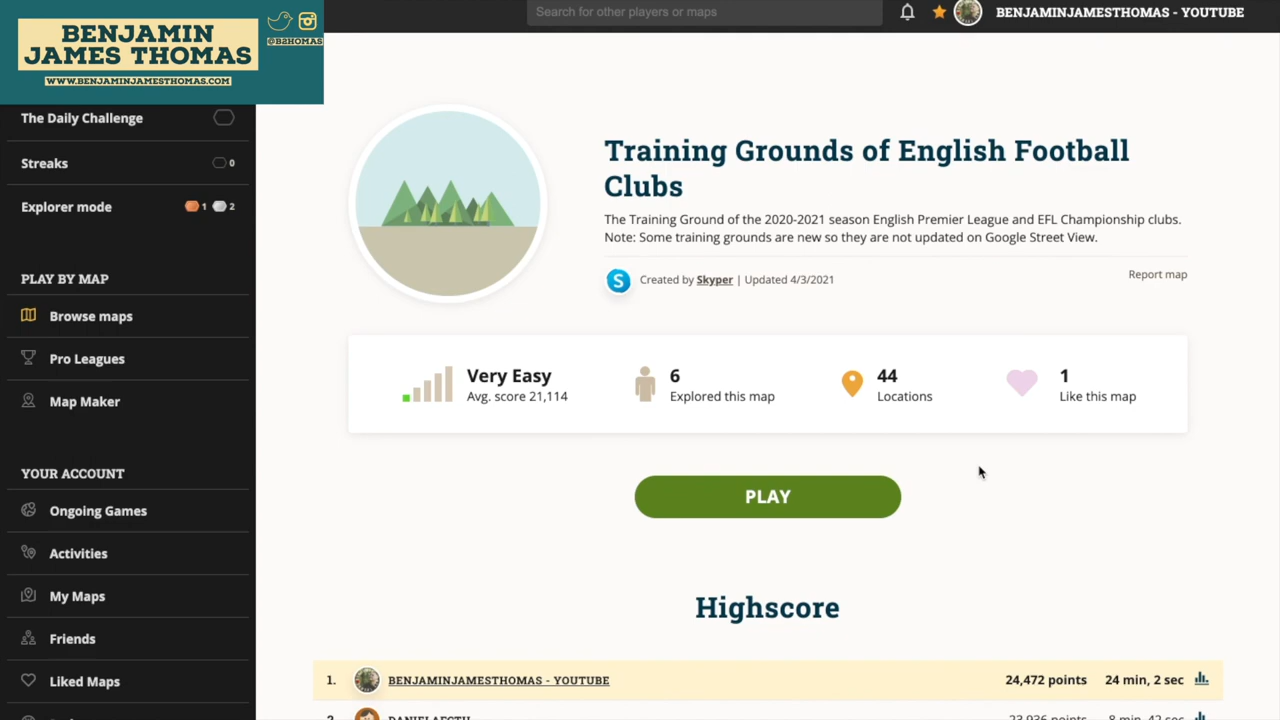 BENJAMIN
JAMES THOMAS
@B2HOMAS
WWW.BENJAMINJAMESTHOMAS.COM
Search for other players or maps
BENJAMINJAMESTHOMAS - YOUTUBE
The Daily Challenge
Streaks
0
Explorer mode
1
2
PLAY BY MAP
Browse maps
Pro Leagues
Map Maker
YOUR ACCOUNT
Ongoing Games
Activities
My Maps
Friends
Liked Maps
Training Grounds of English Football
Clubs
The Training Ground of the 2020-2021 season English Premier League and EFL Championship clubs.
Note: Some training grounds are new so they are not updated on Google Street View.
S
Created by Skyper | Updated 4/3/2021
Report map
Very Easy
Avg. score 21,114
6
Explored this map
44
Locations
1
Like this map
PLAY
Highscore
1.
BENJAMINJAMESTHOMAS - YOUTUBE
24,472 points
24 min, 2 sec